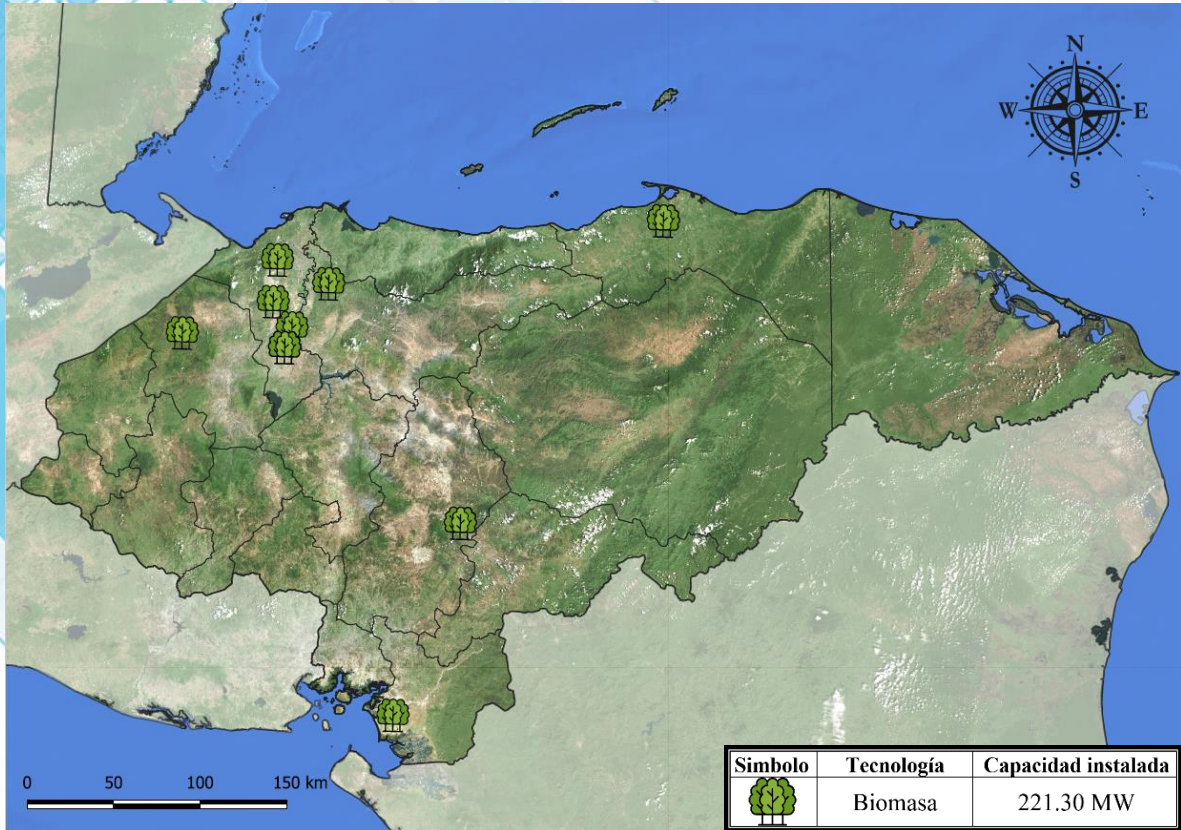 N
W E
S
0 50 100 150 km
Simbolo Tecnología Capacidad instalada
Biomasa 221.30 MW